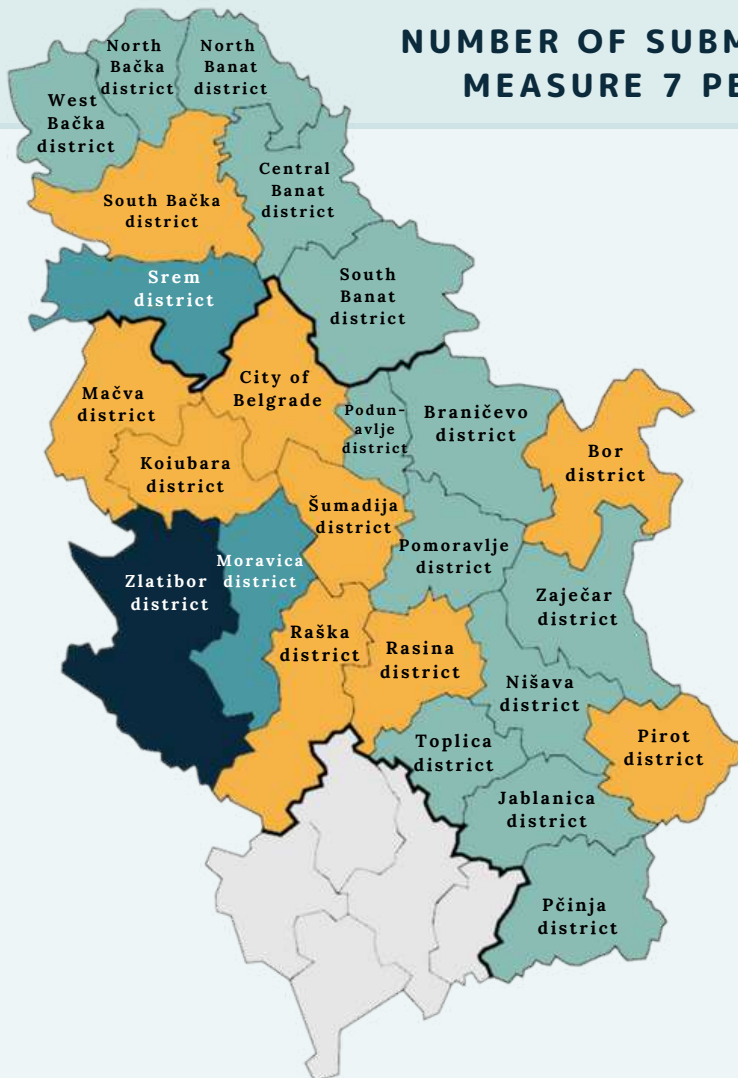 NUMBER OF SUBM
MEASURE 7 PE
North
Bačka
district
North
Banat
district
West
Bačka
district
Central
Banat
district
South Bačka
district
Srem
district
South
Banat
district
City of
Belgrade
Mačva
district
Podun-
avlje
district
Braničevo
district
Bor
district
Koiubara
district
Šumadija
district
Pomoravlje
district
Moravica
district
Zlatibor
district
Zaječar
district
Raška
district
Rasina
district
Nišava
district
Toplica
district
Pirot
district
Jablanica
district
Pčinja
district